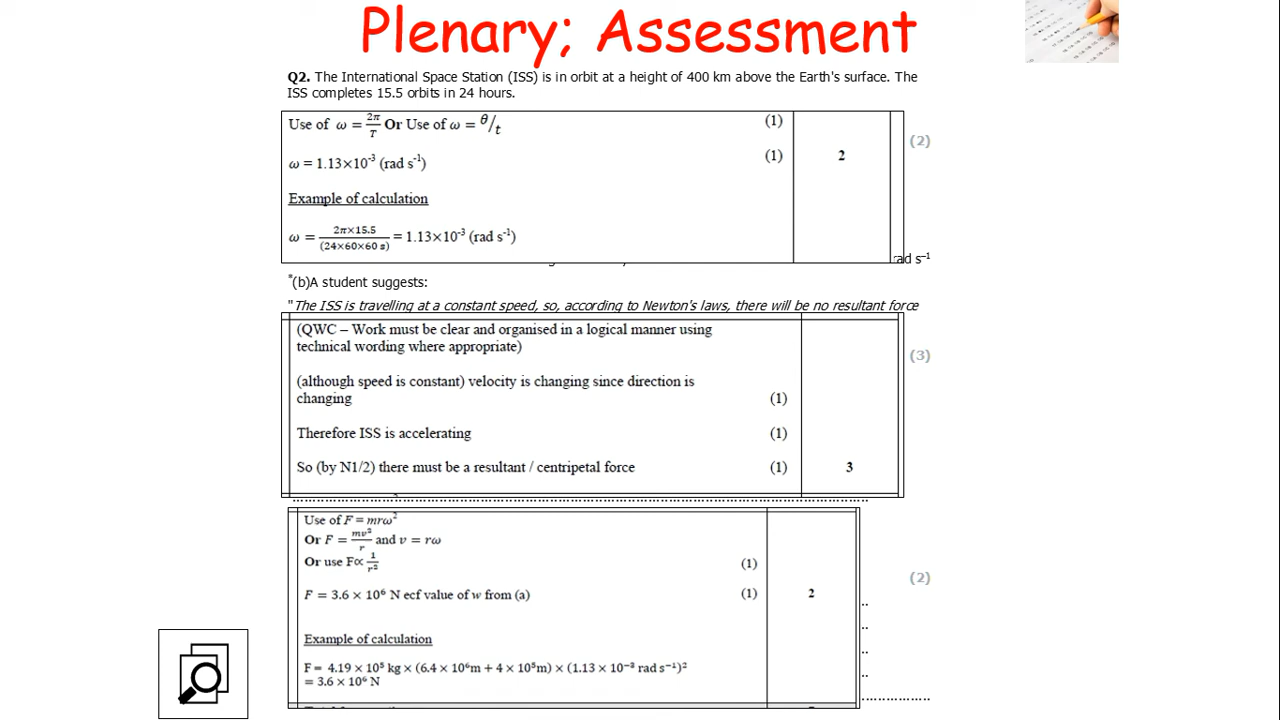 Plenary; Assessment
Q2. The International Space Station (ISS) is in orbit at a height of 400 km above the Earth's surface. The
ISS completes 15.5 orbits in 24 hours.
Use of ω = 2π/T Or Use of ω = θ/t (1)
(2)
ω = 1.13×10⁻³ (rad s⁻¹) (1) 2
Example of calculation
ω = 2π×15.5/(24×60×60 s) = 1.13×10⁻³ (rad s⁻¹)
rad s⁻¹
*(b)A student suggests:
"The ISS is travelling at a constant speed, so, according to Newton's laws, there will be no resultant force
(QWC – Work must be clear and organised in a logical manner using
technical wording where appropriate)
(3)
(although speed is constant) velocity is changing since direction is
changing (1)
Therefore ISS is accelerating (1)
So (by N1/2) there must be a resultant / centripetal force (1) 3
Use of F = mrω²
Or F = mv²/r and v = rω
Or use F∝ 1/r² (1)
(2)
F = 3.6 × 10⁶ N ecf value of w from (a) (1) 2
Example of calculation
F = 4.19 × 10⁵ kg × (6.4 × 10⁶m + 4 × 10⁵m) × (1.13 × 10⁻³ rad s⁻¹)²
= 3.6 × 10⁶ N